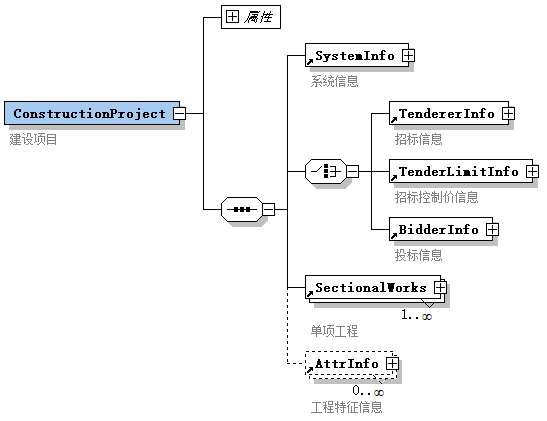 属性
SystemInfo
系统信息
ConstructionProject
建设项目
TendererInfo
招标信息
TenderLimitInfo
招标控制价信息
BidderInfo
投标信息
SectionalWorks
1..∞
单项工程
AttrInfo
0..∞
工程特征信息